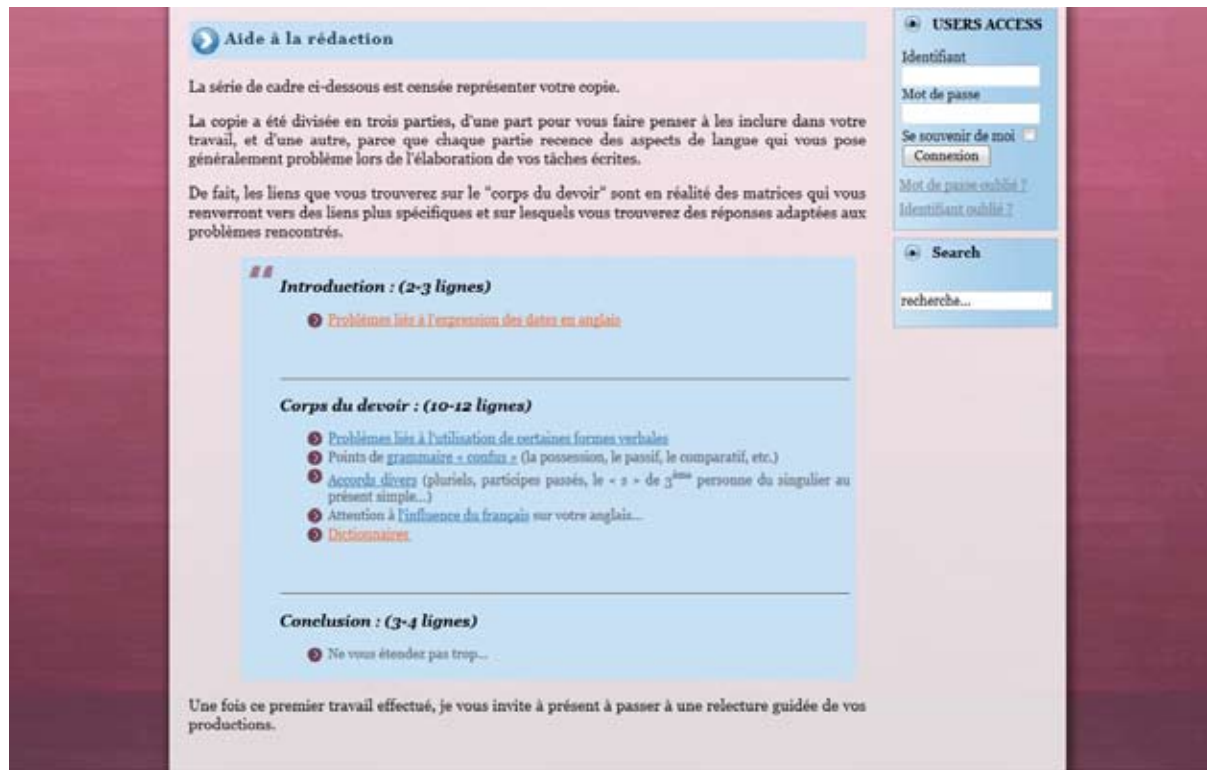 Aide à la rédaction
La série de cadre ci-dessous est censée représenter votre copie.
La copie a été divisée en trois parties, d'une part pour vous faire penser à les inclure dans votre
travail, et d'une autre, parce que chaque partie recence des aspects de langue qui vous pose
généralement problème lors de l'élaboration de vos tâches écrites.
De fait, les liens que vous trouverez sur le "corps du devoir" sont en réalité des matrices qui vous
renverront vers des liens plus spécifiques et sur lesquels vous trouverez des réponses adaptées aux
problèmes rencontrés.
Introduction : (2-3 lignes)
Problèmes liés à l'expression des dates en anglais
Corps du devoir : (10-12 lignes)
Problèmes liés à l'utilisation de certaines formes verbales
Points de grammaire « confus » (la possession, le passif, le comparatif, etc.)
Accords divers (pluriels, participes passés, le « s » de 3ème personne du singulier au
présent simple...)
Attention à l'influence du français sur votre anglais...
Dictionnaires
Conclusion : (3-4 lignes)
Ne vous étendez pas trop...
Une fois ce premier travail effectué, je vous invite à présent à passer à une relecture guidée de vos
productions.
USERS ACCESS
Identifiant
Mot de passe
Se souvenir de moi
Connexion
Mot de passe oublié ?
Identifiant oublié ?
Search
recherche...